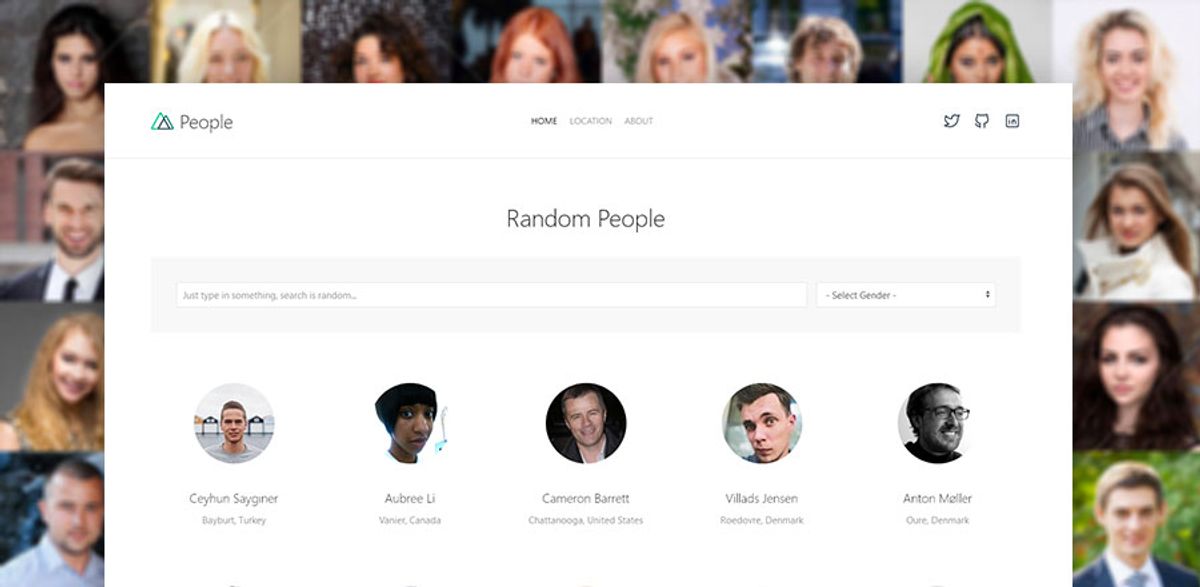 People
HOME LOCATION ABOUT
Random People
Just type in something, search is random...
- Select Gender -
Ceyhun Saygıner
Bayburt, Turkey
Aubree Li
Vanier, Canada
Cameron Barrett
Chattanooga, United States
Villads Jensen
Roedovre, Denmark
Anton Møller
Oure, Denmark